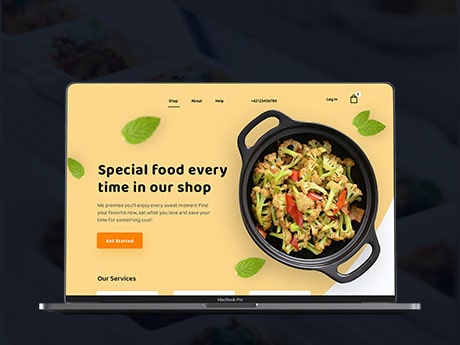 Shop About Help +62123456789 Log In
Special food every
time in our shop
We promise you'll enjoy every sweet moment Find
your favorite now, eat what you love and save your
time for something cool!
Get Started
Our Services
MacBook Pro